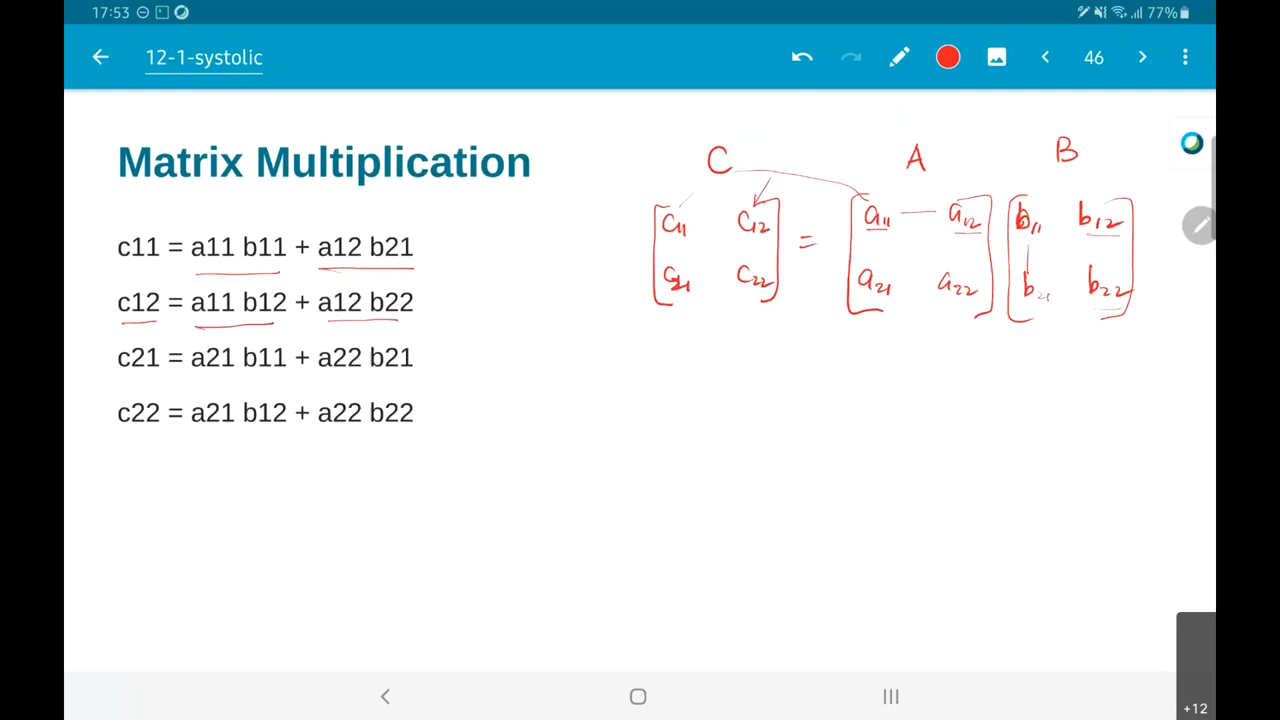 17:53 77%
12-1-systolic 46
Matrix Multiplication
C A B
c11 = a11 b11 + a12 b21
c12 = a11 b12 + a12 b22
c21 = a21 b11 + a22 b21
c22 = a21 b12 + a22 b22
C11 C12 = a11 a12 b11 b12
C21 C22 a21 a22 b21 b22
+12